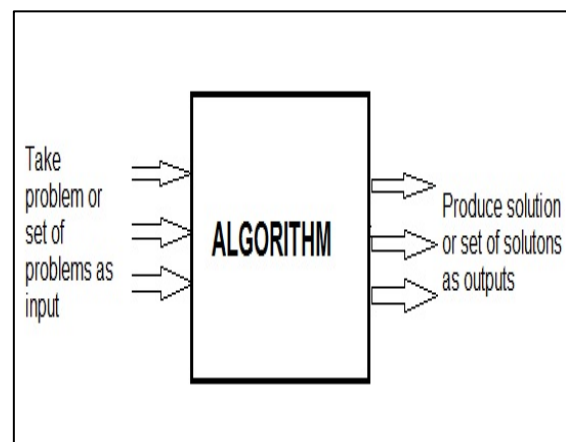 Take
problem or
set of
problems as
input
ALGORITHM
Produce solution
or set of solutons
as outputs